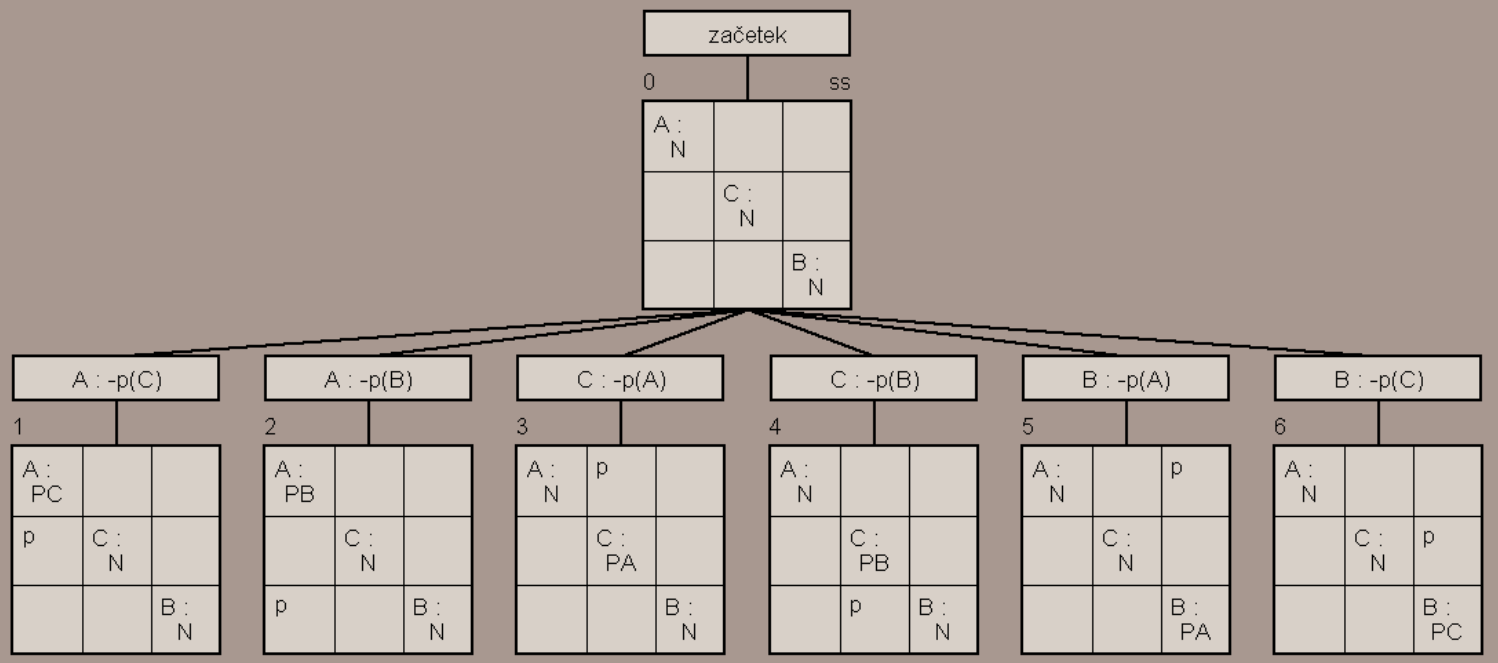 začetek
0 ss
A :
N
C :
N
B :
N
A : -p(C) A : -p(B) C : -p(A) C : -p(B) B : -p(A) B : -p(C)
1 2 3 4 5 6
A : A : A : p A : A : p A :
PC PB N N N N
p C : C : C : C : C : C : p
N N PA PB N N
B : p B : B : p B : B : B :
N N N N PA PC